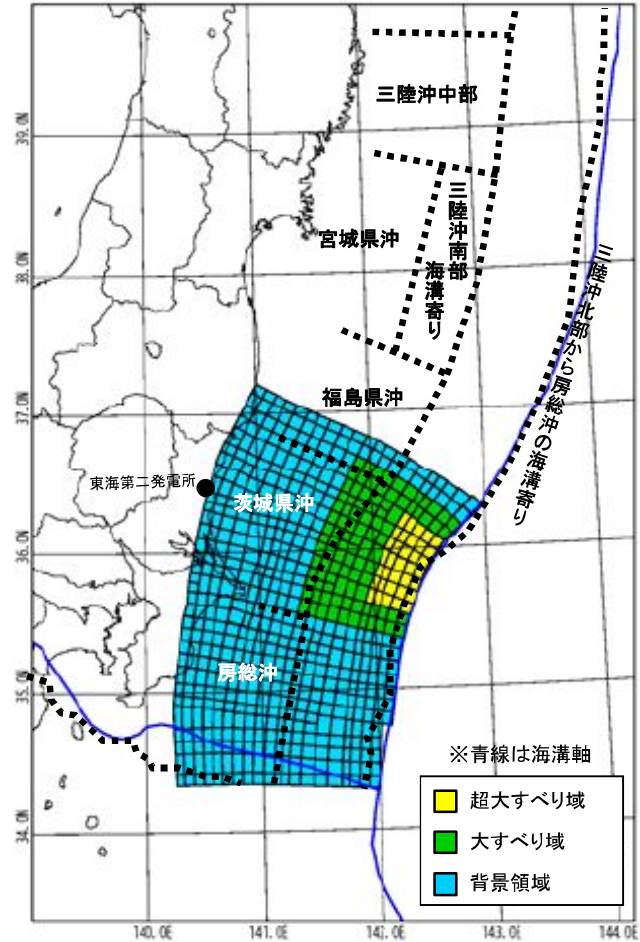 三陸沖中部
39.0N
三陸沖南部
海溝寄り
宮城県沖
38.0N
三陸沖北部から房総沖の海溝寄り
福島県沖
37.0N
東海第二発電所
茨城県沖
36.0N
房総沖
35.0N
※青線は海溝軸
超大すべり域
大すべり域
背景領域
34.0N
140.0E
141.0E
142.0E
143.0E
144.0E